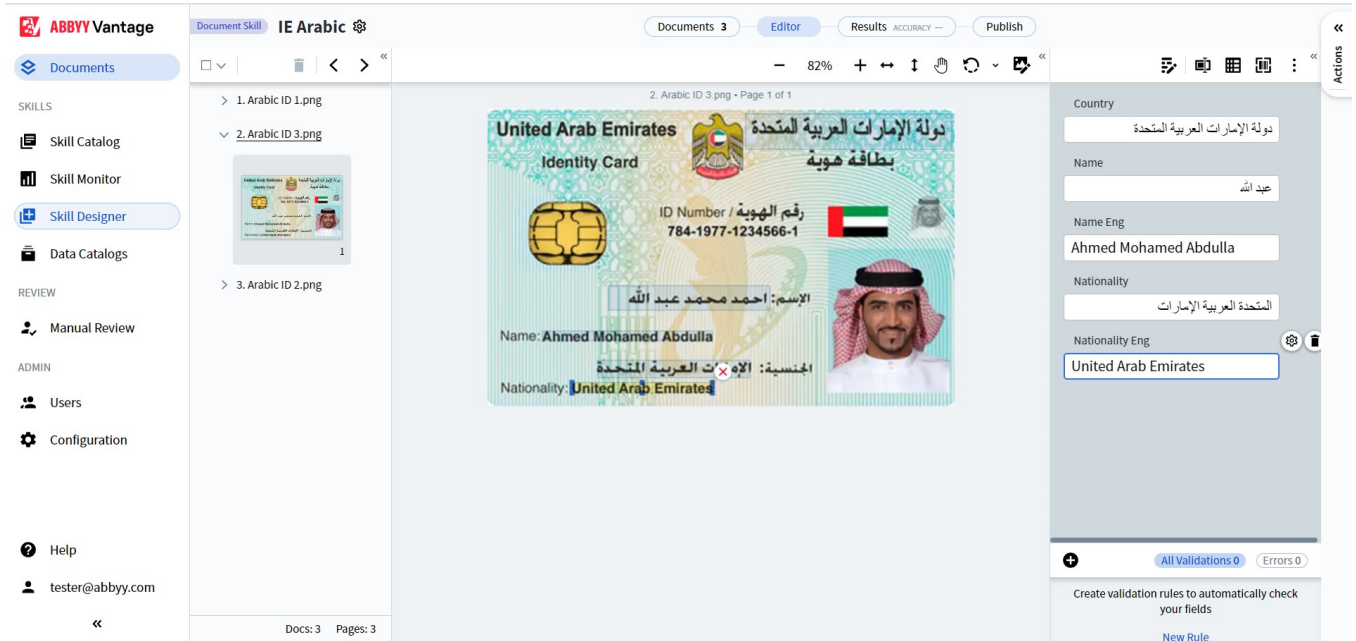 ABBYY Vantage
Document Skill IE Arabic
Documents 3
Editor
Results ACCURACY --
Publish
Actions
Documents
SKILLS
Skill Catalog
Skill Monitor
Skill Designer
Data Catalogs
REVIEW
Manual Review
ADMIN
Users
Configuration
Help
tester@abbyy.com
1. Arabic ID 1.png
2. Arabic ID 3.png
1
3. Arabic ID 2.png
Docs: 3 Pages: 3
82%
2. Arabic ID 3.png • Page 1 of 1
United Arab Emirates دولة الإمارات العربية المتحدة
Identity Card بطاقة هوية
ID Number / رقم الهوية
784-1977-1234566-1
الإسم: احمد محمد عبد الله
Name: Ahmed Mohamed Abdulla
الجنسية: العربية المتحدة
Nationality: United Arab Emirates
Country
دولة الإمارات العربية المتحدة
Name
عبد الله
Name Eng
Ahmed Mohamed Abdulla
Nationality
المتحدة العربية الإمارات
Nationality Eng
United Arab Emirates
All Validations 0
Errors 0
Create validation rules to automatically check
your fields
New Rule